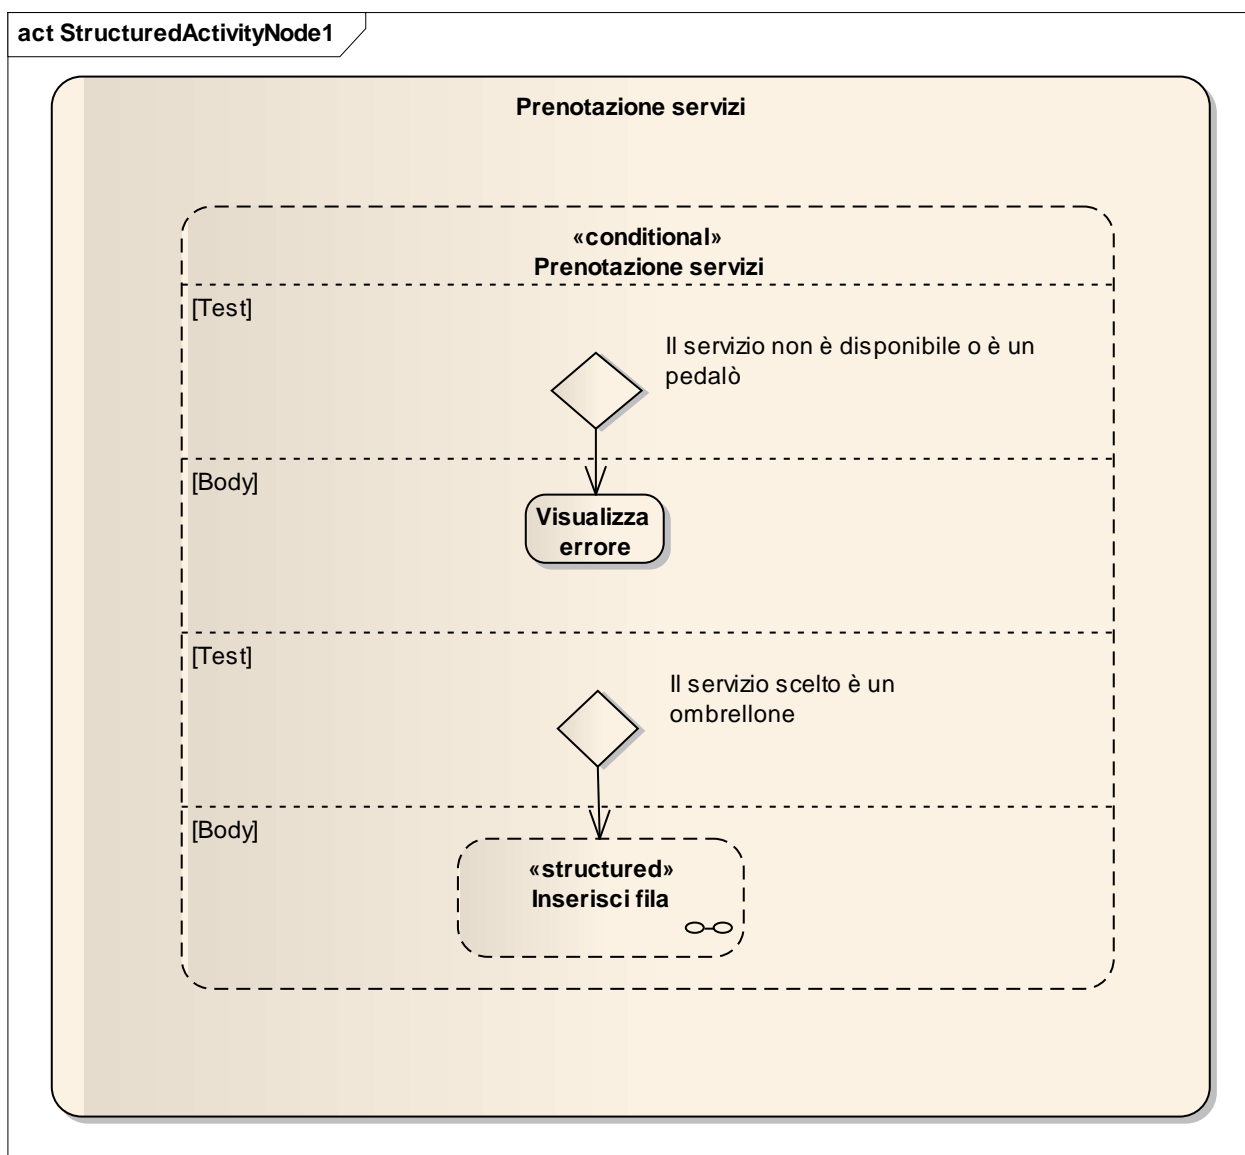 act StructuredActivityNode1
Prenotazione servizi
«conditional»
Prenotazione servizi
[Test]
Il servizio non è disponibile o è un
pedalò
[Body]
Visualizza
errore
[Test]
Il servizio scelto è un
ombrellone
[Body]
«structured»
Inserisci fila